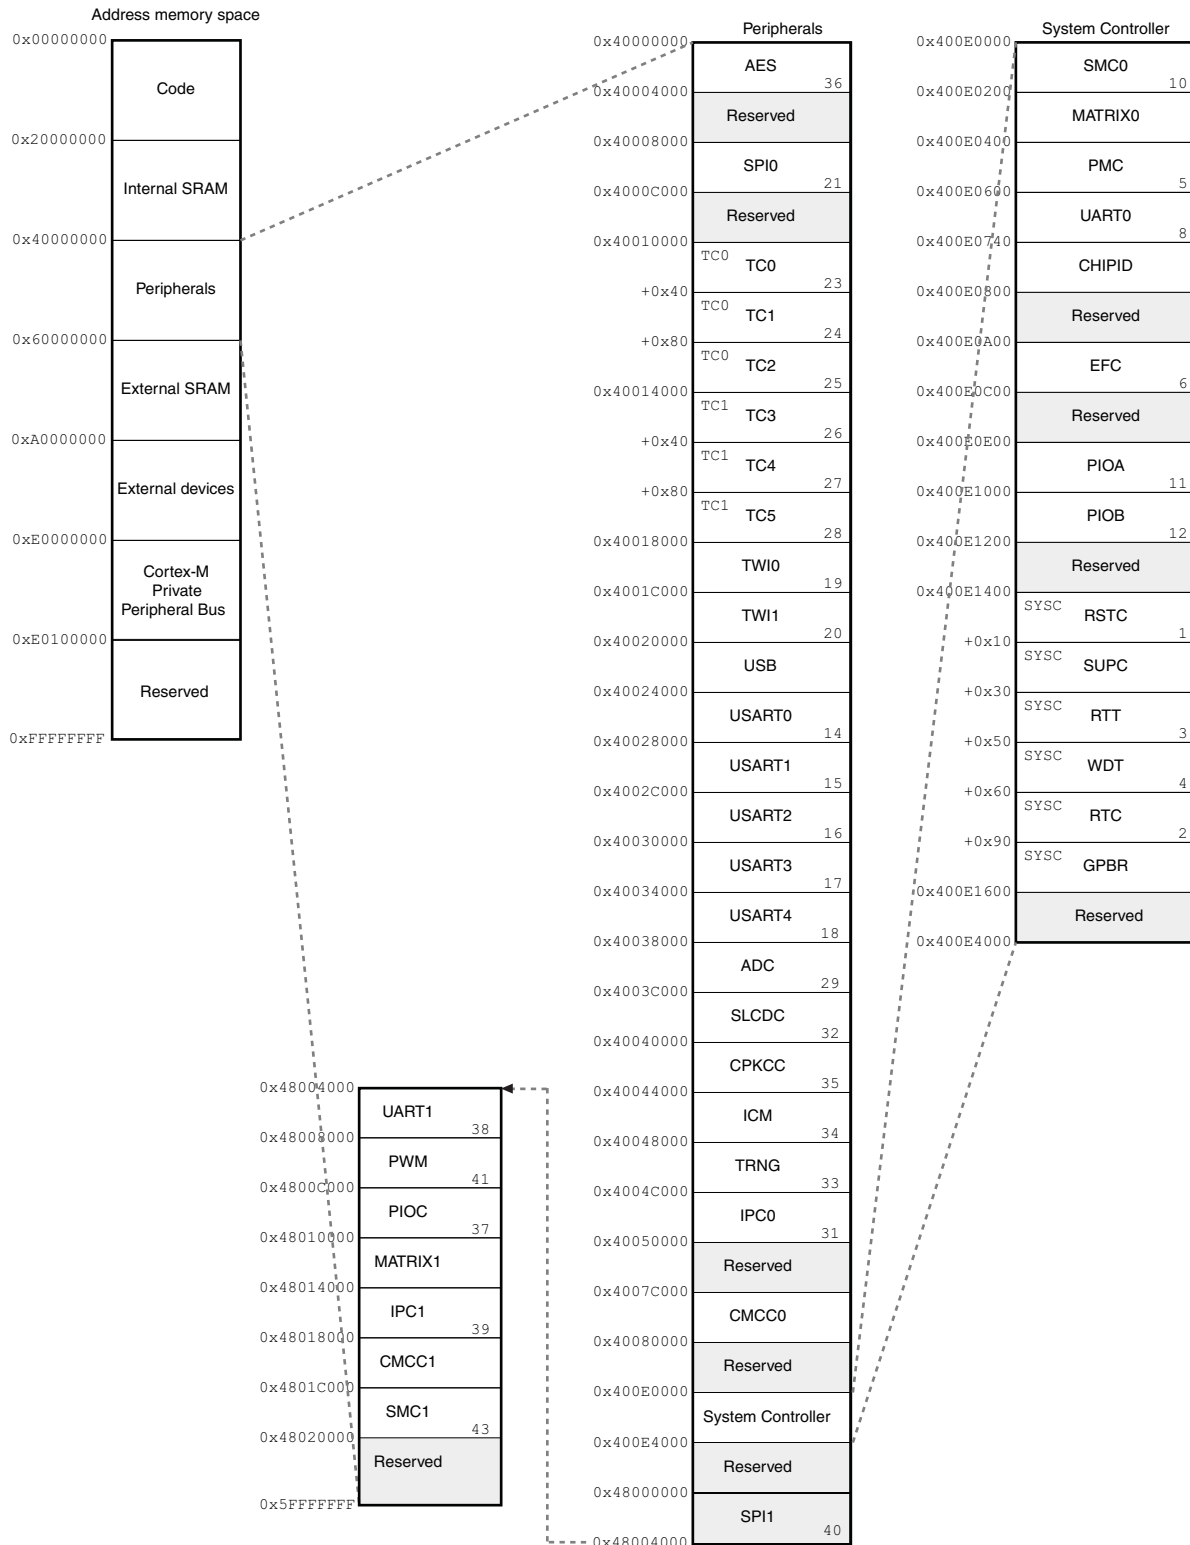 Address memory space
0x00000000
Code
0x20000000
Internal SRAM
0x40000000
Peripherals
0x60000000
External SRAM
0xA0000000
External devices
0xE0000000
Cortex-M
Private
Peripheral Bus
0xE0100000
Reserved
0xFFFFFFFF
0x48004000
UART1
38
0x48008000
PWM
41
0x4800C000
PIOC
37
0x48010000
MATRIX1
0x48014000
IPC1
39
0x48018000
CMCC1
0x4801C000
SMC1
43
0x48020000
Reserved
0x5FFFFFFF
Peripherals
0x40000000
AES
36
0x40004000
Reserved
0x40008000
SPI0
21
0x4000C000
Reserved
0x40010000
TC0
TC0
23
+0x40
TC0
TC1
24
+0x80
TC0
TC2
25
0x40014000
TC1
TC3
26
+0x40
TC1
TC4
27
+0x80
TC1
TC5
28
0x40018000
TWI0
19
0x4001C000
TWI1
20
0x40020000
USB
0x40024000
USART0
14
0x40028000
USART1
15
0x4002C000
USART2
16
0x40030000
USART3
17
0x40034000
USART4
18
0x40038000
ADC
29
0x4003C000
SLCDC
32
0x40040000
CPKCC
35
0x40044000
ICM
34
0x40048000
TRNG
33
0x4004C000
IPC0
31
0x40050000
Reserved
0x4007C000
CMCC0
0x40080000
Reserved
0x400E0000
System Controller
0x400E4000
Reserved
0x48000000
SPI1
40
0x48004000
System Controller
0x400E0000
SMC0
10
0x400E0200
MATRIX0
0x400E0400
PMC
5
0x400E0600
UART0
8
0x400E0740
CHIPID
0x400E0800
Reserved
0x400E0A00
EFC
6
0x400E0C00
Reserved
0x400E0E00
PIOA
11
0x400E1000
PIOB
12
0x400E1200
Reserved
0x400E1400
SYSC
RSTC
1
+0x10
SYSC
SUPC
+0x30
SYSC
RTT
3
+0x50
SYSC
WDT
4
+0x60
SYSC
RTC
2
+0x90
SYSC
GPBR
0x400E1600
Reserved
0x400E4000